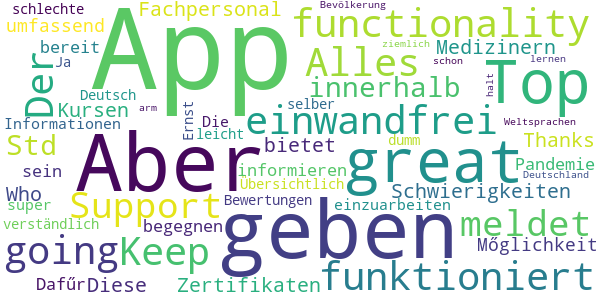 schlechte Fachpersonal Bevölkerung
umfassend App functionality
ziemlich
Der bereit Alles Medizinern
Ja schon lernen
Deutsch innerhalb halt Top
Kursen arm selber
Informationen Ernst Die einwandfrei Weltsprachen
leicht
Std Aber bietet dumm Thanks
great Pandemie
sein informieren Deutschland
Übersichtlich
Who Support Bewertungen Schwierigkeiten
super geben einzuarbeiten
verständlich begegnen meldet
going Keep Möglichkeit
Dafür Diese Zertifikaten funktioniert